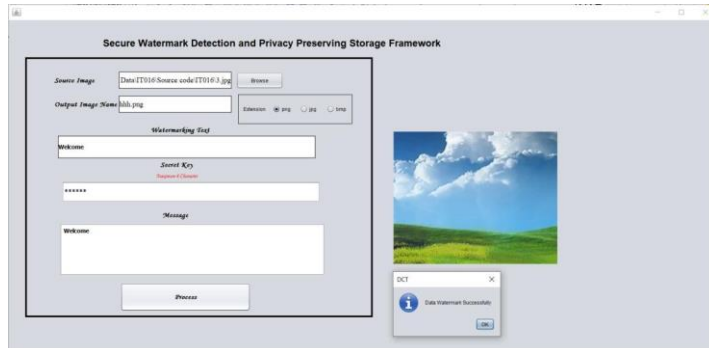 Secure Watermark Detection and Privacy Preserving Storage Framework
Source Image
Data\IT016\Source code\IT016\3.jpg
Browse
Output Image Name
hhh.png
Extension png jpg bmp
Watermarking Text
Welcome
Secret Key
******
Message
Welcome
Process
DCT
Data Watermart Successfully
OK